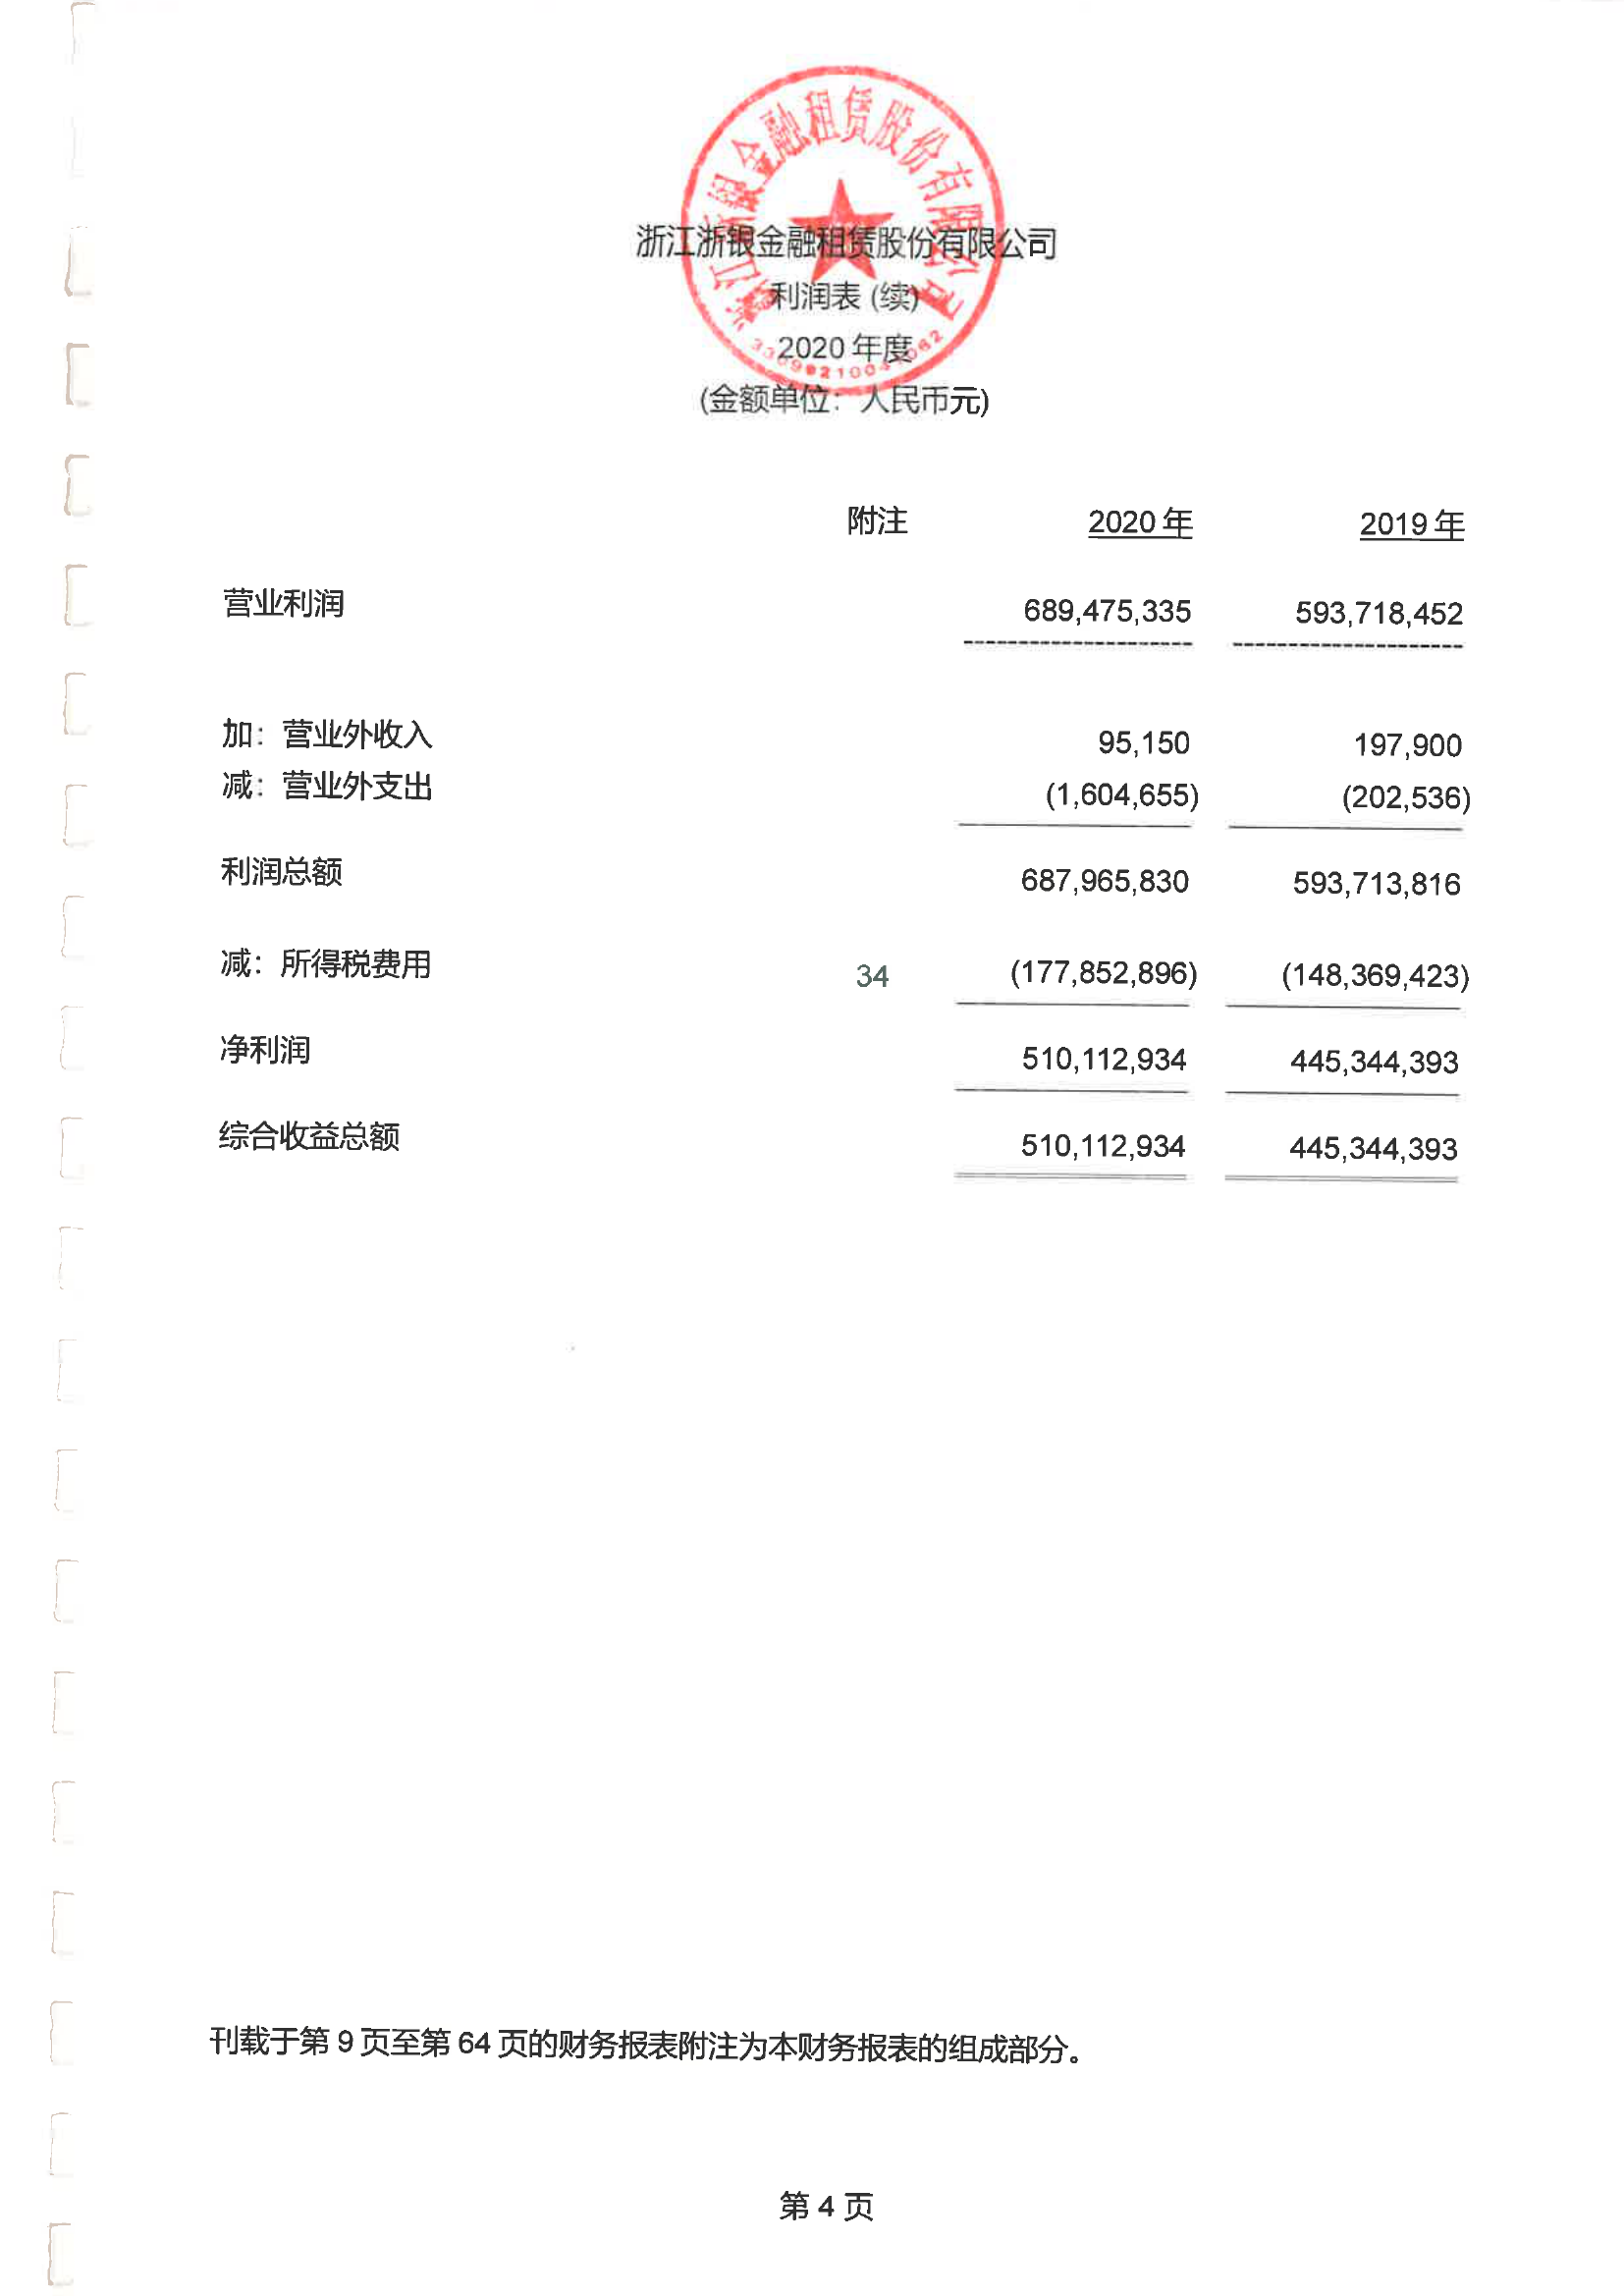 浙江浙银金融租赁股份有限公司
浙江浙银金融租赁股份有限公司
利润表 (续)
2020 年度
(金额单位：人民币元)
附注 2020 年 2019 年
营业利润 689,475,335 593,718,452
加：营业外收入 95,150 197,900
减：营业外支出 (1,604,655) (202,536)
利润总额 687,965,830 593,713,816
减：所得税费用 34 (177,852,896) (148,369,423)
净利润 510,112,934 445,344,393
综合收益总额 510,112,934 445,344,393
刊载于第 9 页至第 64 页的财务报表附注为本财务报表的组成部分。
第 4 页